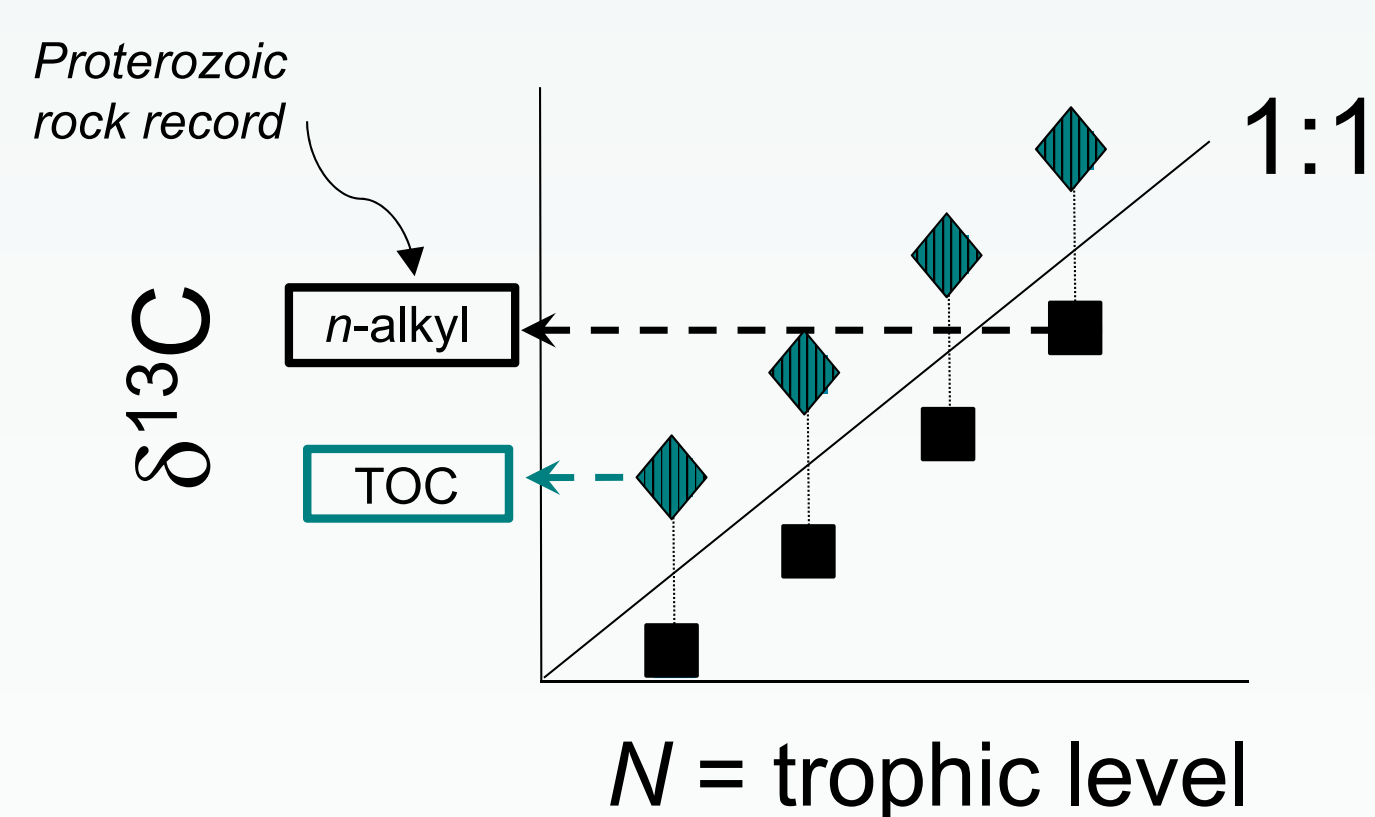 Proterozoic
rock record
1:1
n-alkyl
δ13C
TOC
N = trophic level